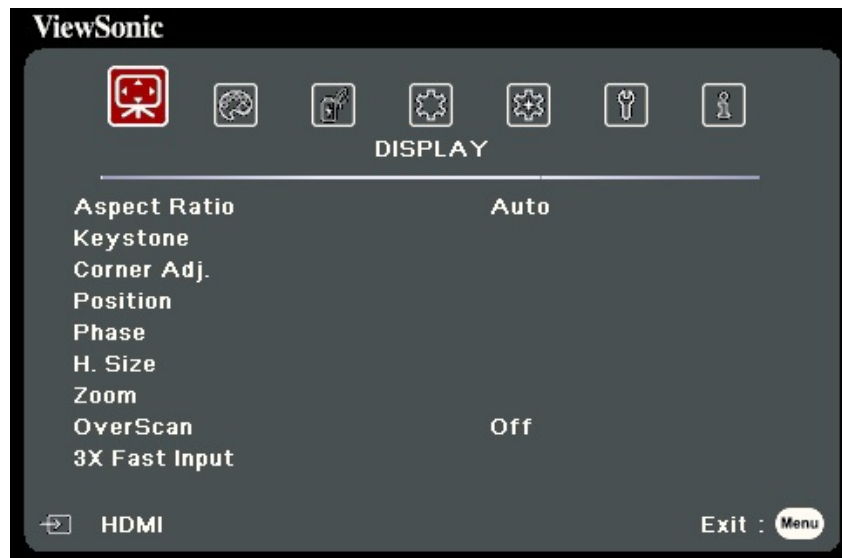 ViewSonic
DISPLAY
Aspect Ratio Auto
Keystone
Corner Adj.
Position
Phase
H. Size
Zoom
OverScan Off
3X Fast Input
HDMI Exit : Menu